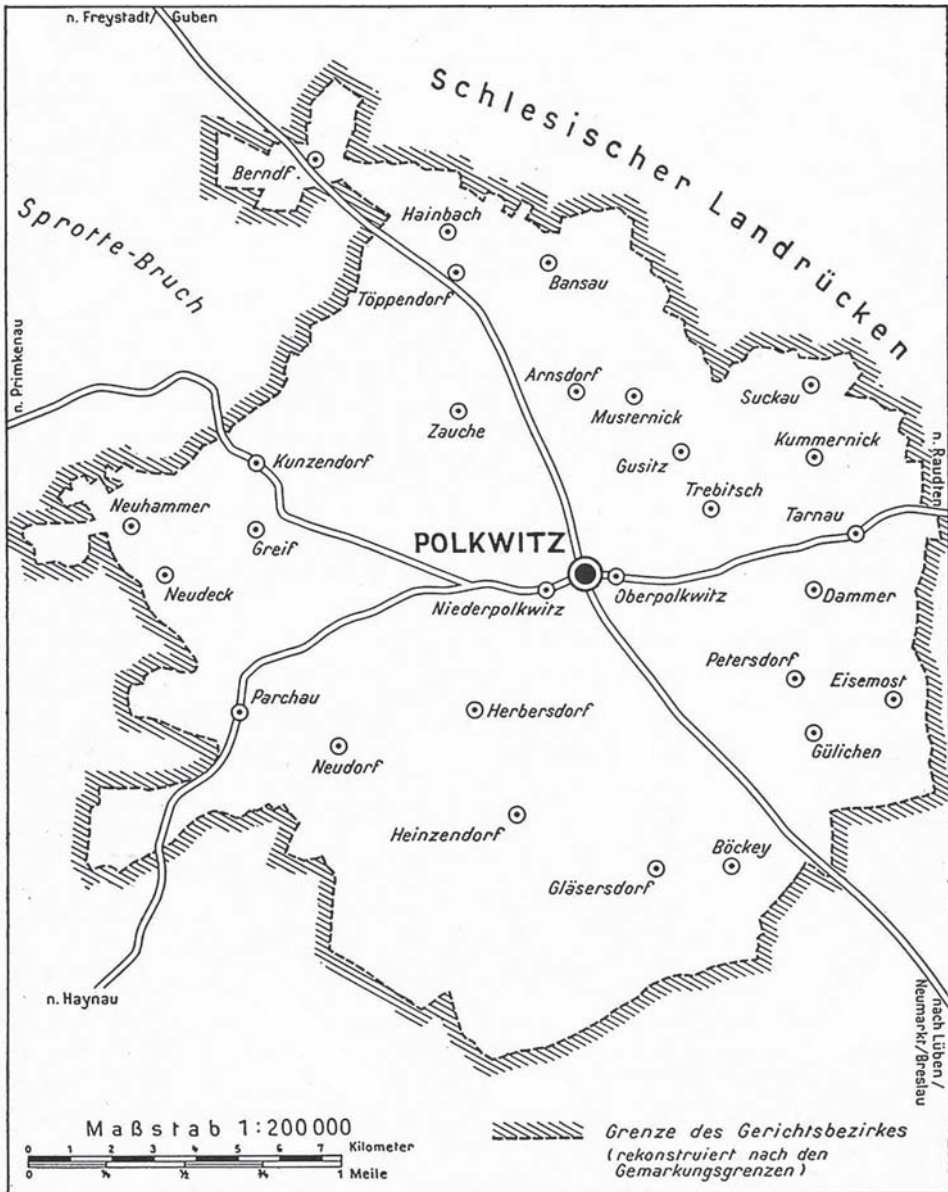 n. Freystadt/Guben
Schlesischer Landrücken
Berndf.
Sprotte-Bruch
Hainbach
Bansau
Töppendorf
n. Primkenau
Arnsdorf
Musternick
Suckau
Zauche
Kummernick
n. Raudten
Gusitz
Kunzendorf
Trebitsch
Neuhammer
Tarnau
Greif
POLKWITZ
Neudeck
Niederpolkwitz
Oberpolkwitz
Dammer
Petersdorf
Eisemost
Parchau
Herbersdorf
Gülichen
Neudorf
Heinzendorf
Böckey
Gläsersdorf
n. Haynau
nach Lüben/
Neumarkt/Breslau
Maßstab 1:200 000
0 1 2 3 4 5 6 7 Kilometer
0 ¼ ½ ¾ 1 Meile
Grenze des Gerichtsbezirkes
(rekonstruiert nach den
Gemarkungsgrenzen)